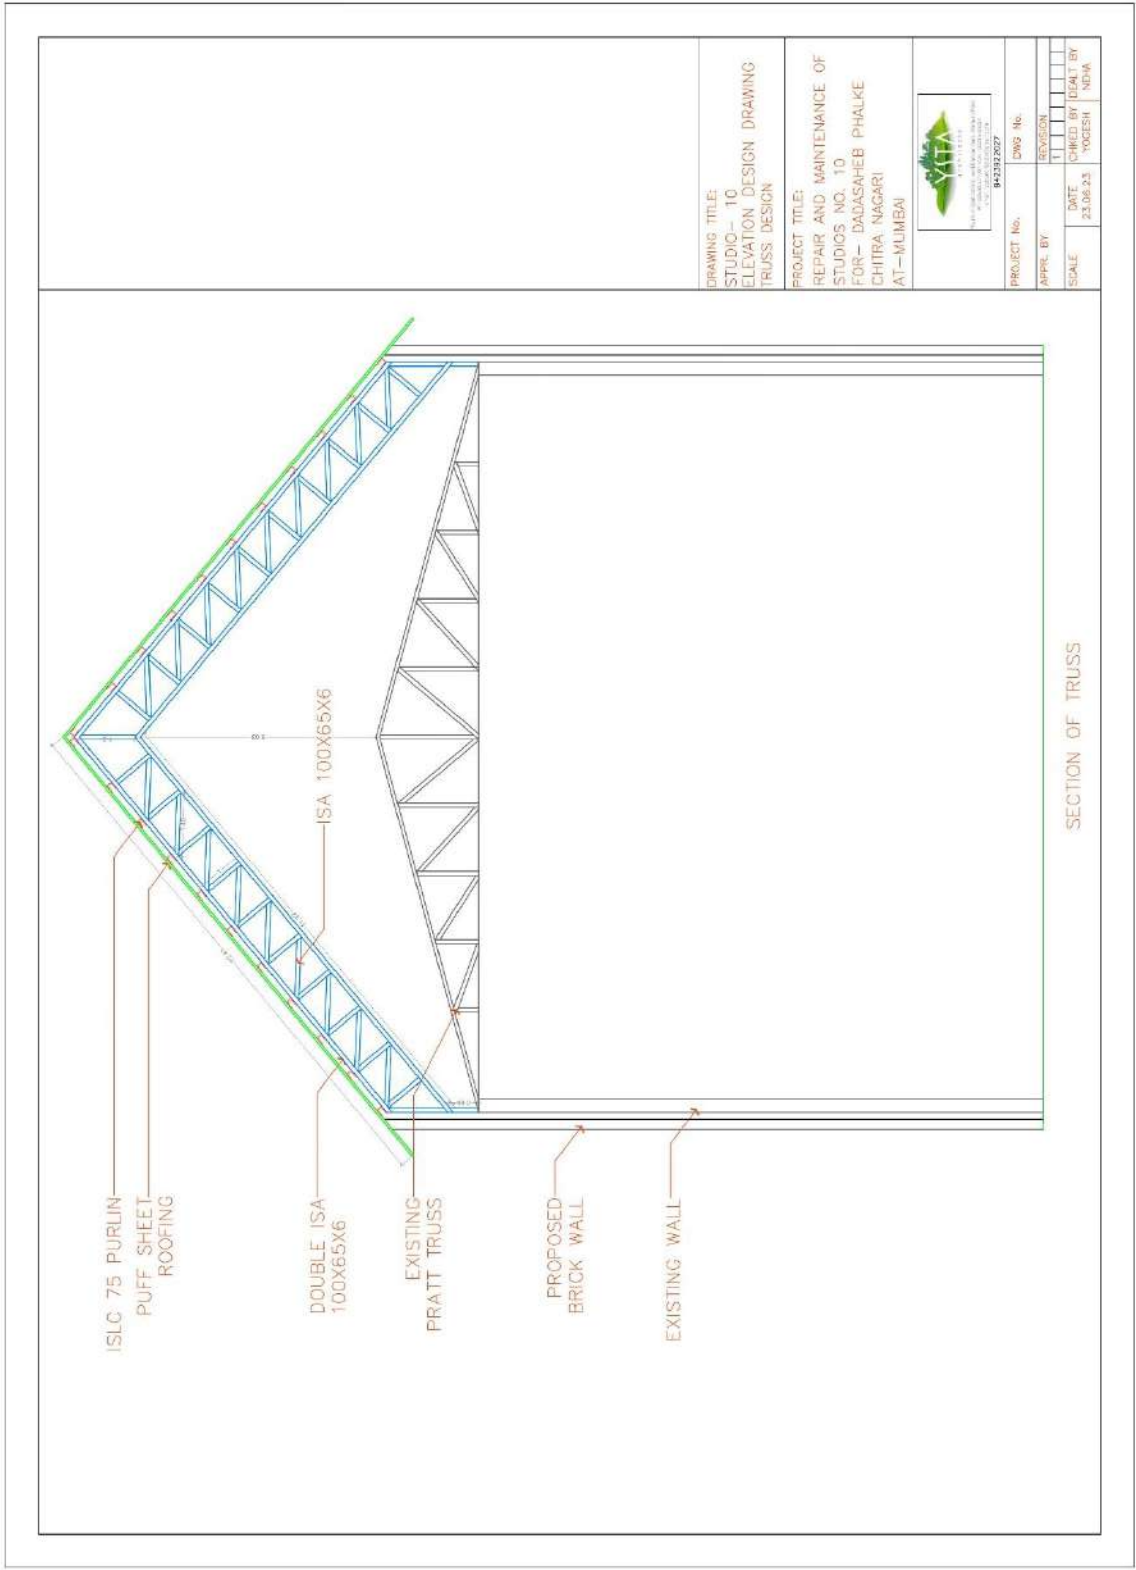 ISLC 75 PURLIN
PUFF SHEET
ROOFING
DOUBLE ISA
100X65X6
ISA 100X65X6
EXISTING
PRATT TRUSS
PROPOSED
BRICK WALL
EXISTING WALL
SECTION OF TRUSS
DRAWING TITLE:
STUDIO- 10
ELEVATION DESIGN DRAWING
TRUSS DESIGN
PROJECT TITLE:
REPAIR AND MAINTENANCE OF
STUDIOS NO. 10
FOR- DADASAHEB PHALKE
CHITRA NAGARI
AT-MUMBAI
9423922027
PROJECT No.
DWG No.
APPR. BY
REVISION
1
SCALE
DATE
23.06.23
CHKED BY
YOGESH
DEALT BY
NEHA